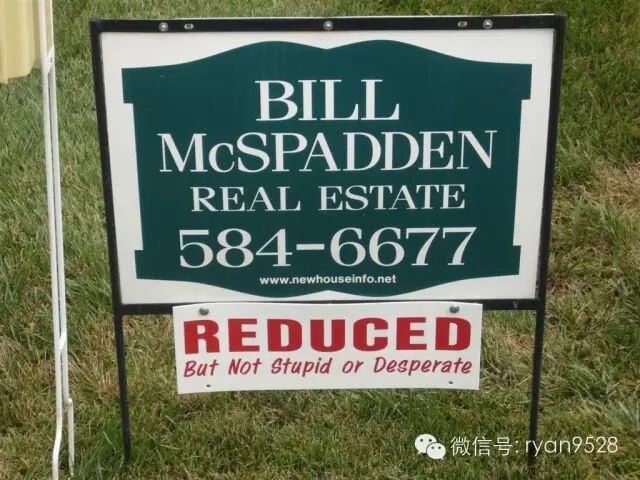 BILL
McSPADDEN
REAL ESTATE
584-6677
www.newhouseinfo.net
REDUCED
But Not Stupid or Desperate
微信号: ryan9528